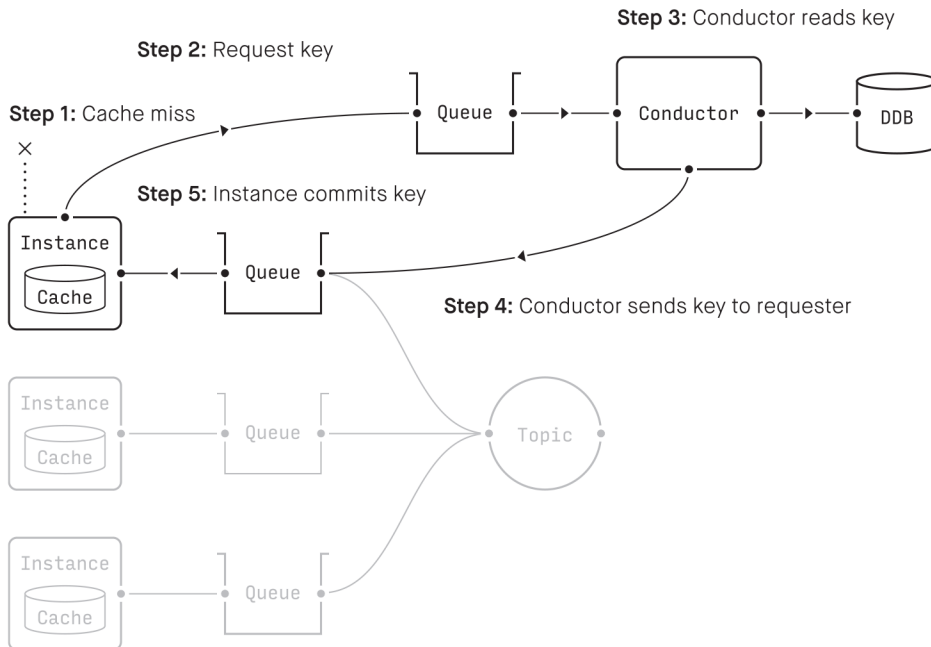 Step 3: Conductor reads key
Step 2: Request key
Step 1: Cache miss
Queue
Conductor
DDB
Step 5: Instance commits key
Instance
Cache
Queue
Step 4: Conductor sends key to requester
Instance
Cache
Queue
Topic
Instance
Cache
Queue